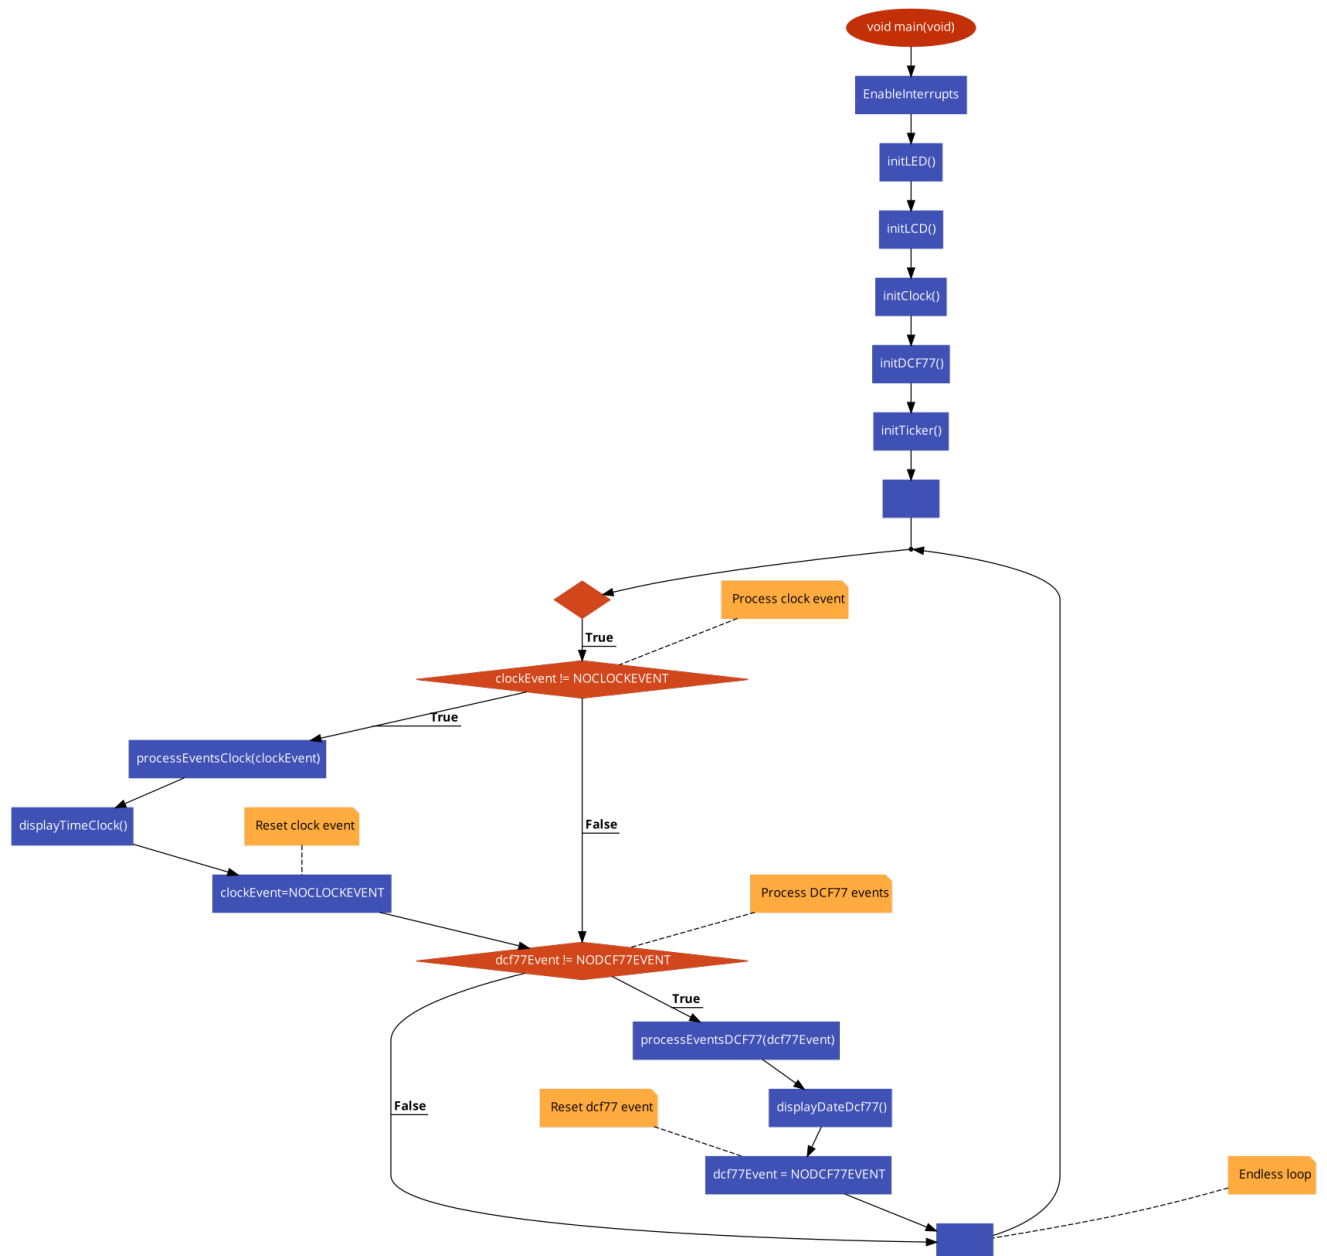 void main(void)
EnableInterrupts
initLED()
initLCD()
initClock()
initDCF77()
initTicker()
Process clock event
True
clockEvent != NOCLOCKEVENT
True
processEventsClock(clockEvent)
displayTimeClock()
Reset clock event
False
clockEvent=NOCLOCKEVENT
Process DCF77 events
dcf77Event != NODCF77EVENT
True
processEventsDCF77(dcf77Event)
False
Reset dcf77 event
displayDateDcf77()
dcf77Event = NODCF77EVENT
Endless loop